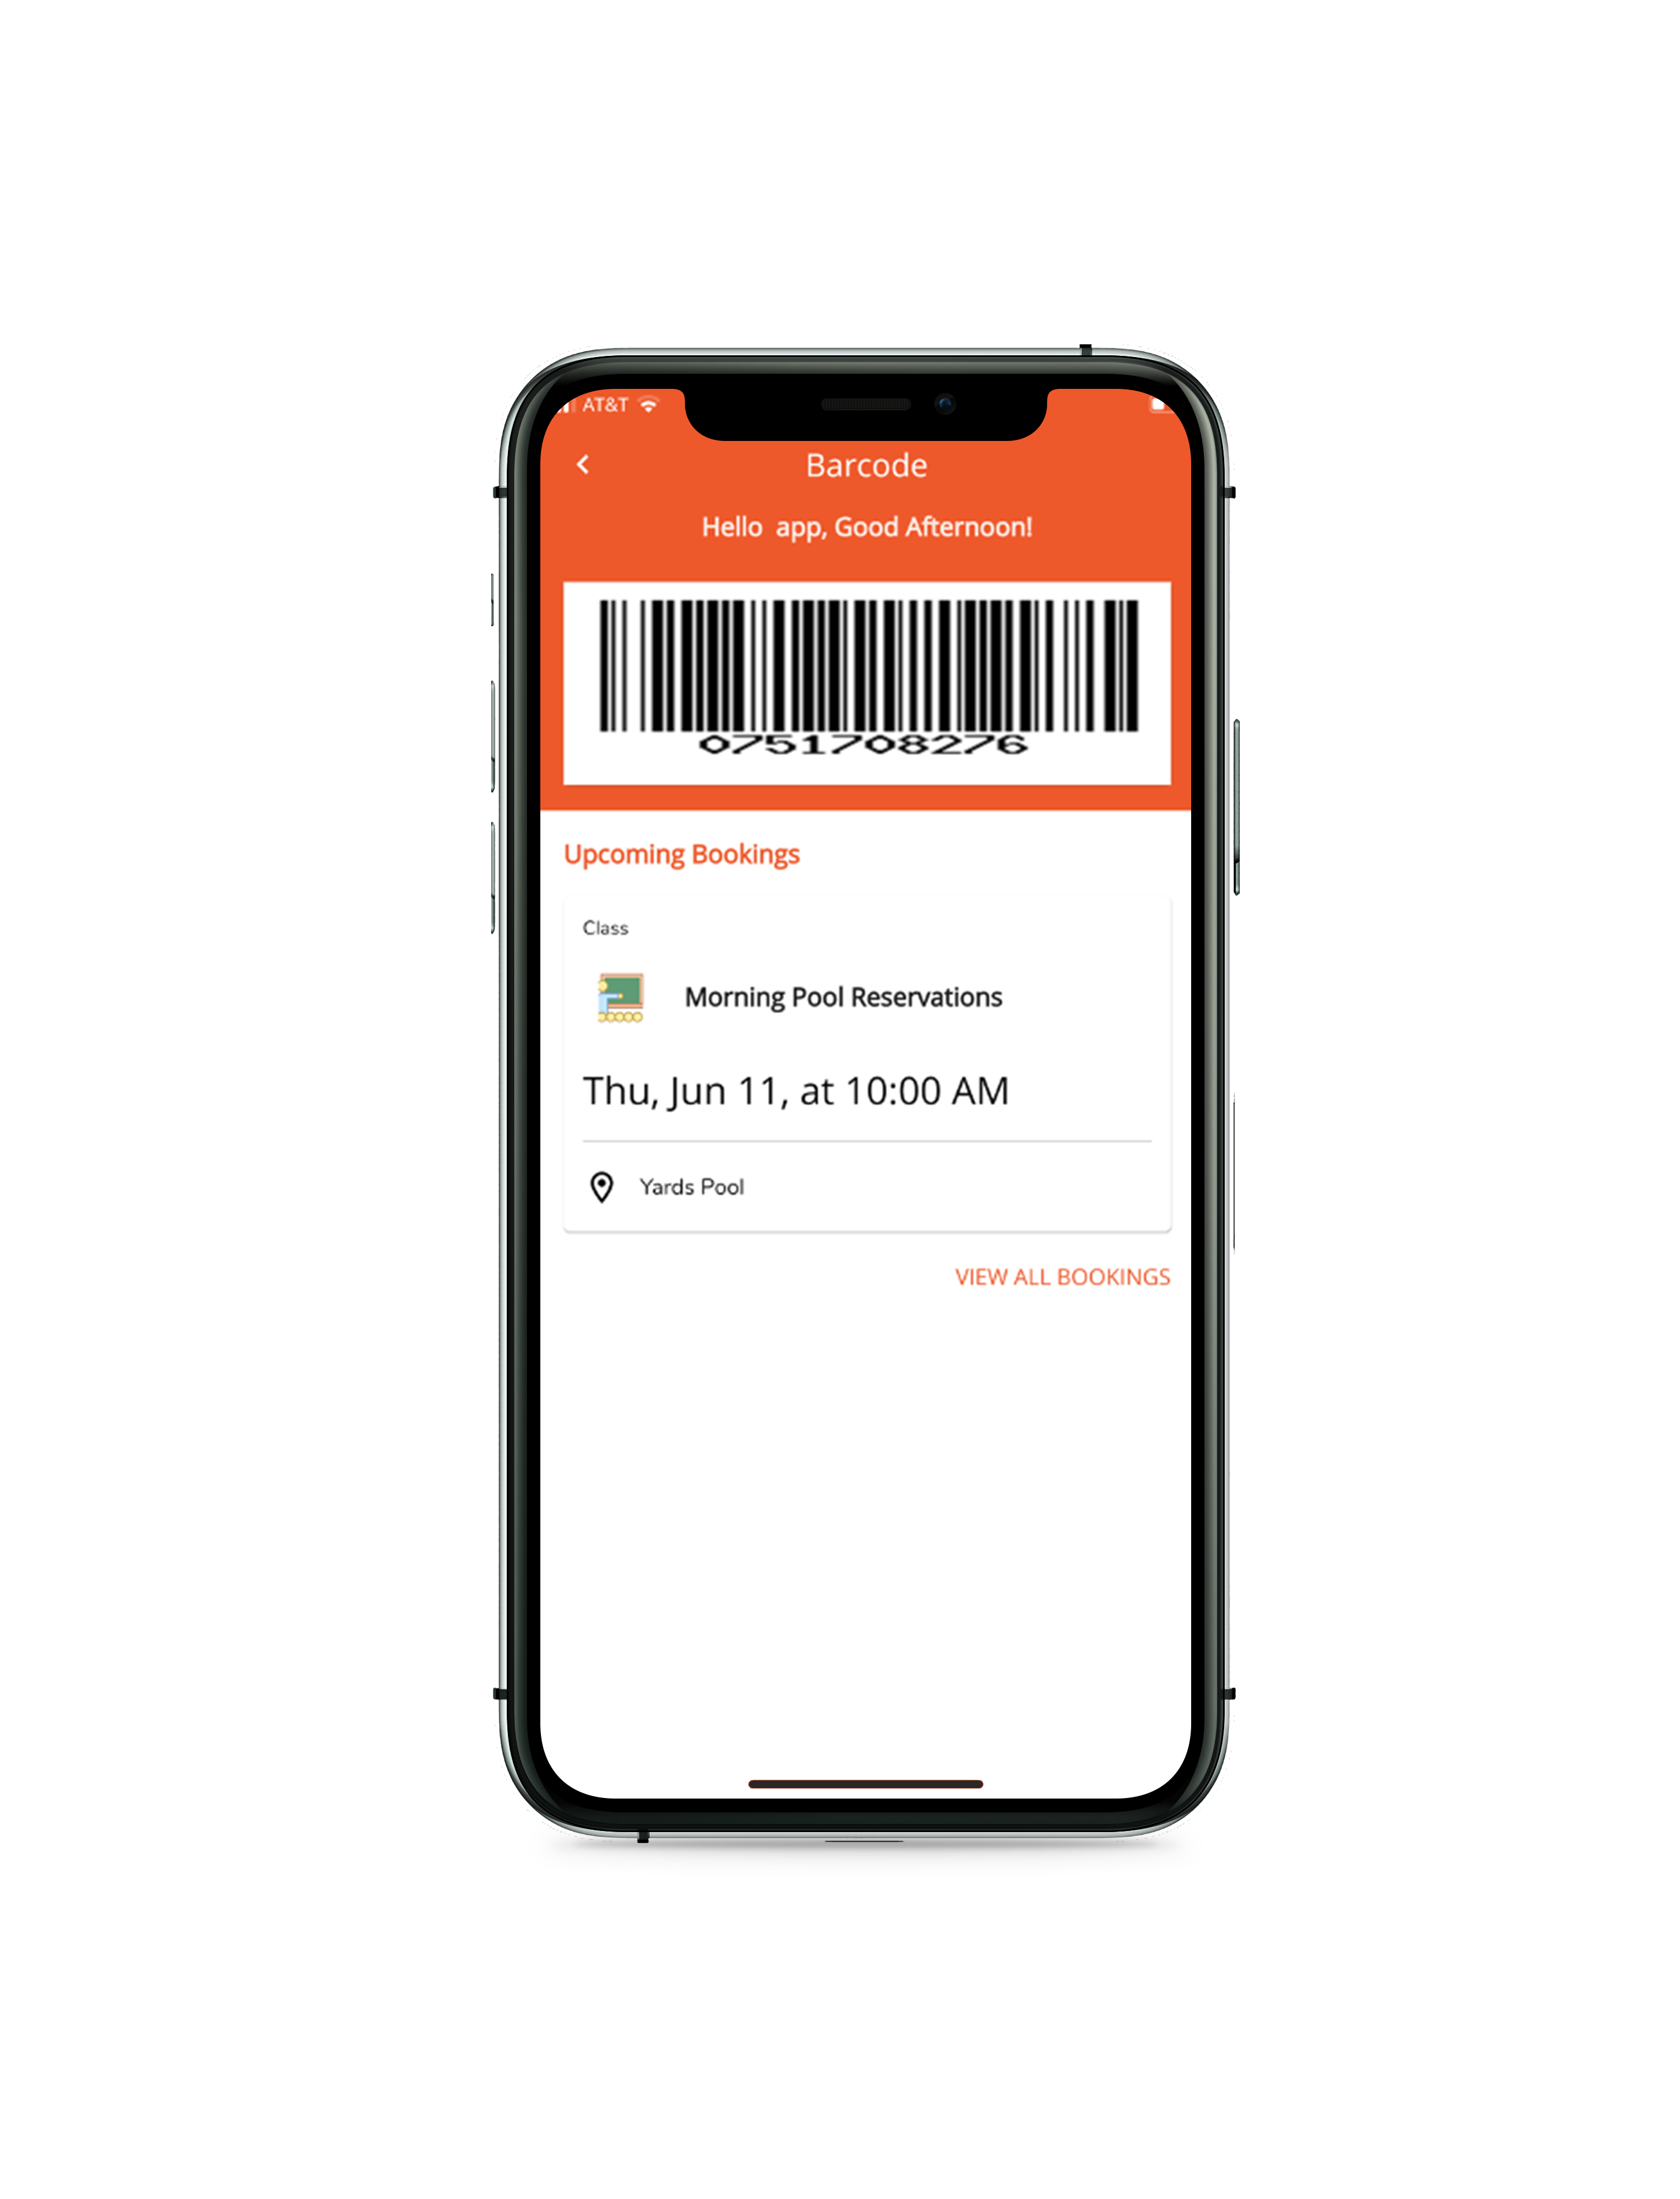 AT&T
Barcode
Hello app, Good Afternoon!
0751708276
Upcoming Bookings
Class
Morning Pool Reservations
Thu, Jun 11, at 10:00 AM
Yards Pool
VIEW ALL BOOKINGS